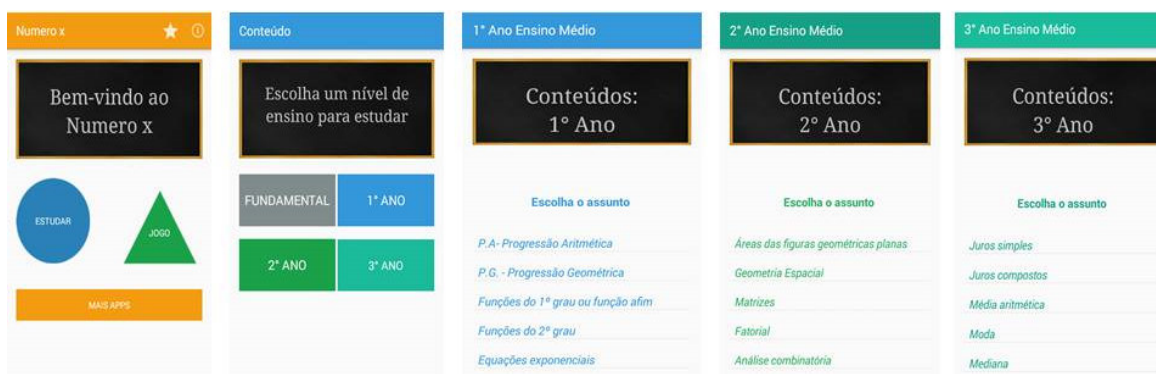 Numero x
Bem-vindo ao
Numero x
ESTUDAR
JOGO
MAIS APPS
Conteúdo
Escolha um nível de
ensino para estudar
FUNDAMENTAL
1° ANO
2° ANO
3° ANO
1° Ano Ensino Médio
Conteúdos:
1° Ano
Escolha o assunto
P.A- Progressão Aritmética
P.G. - Progressão Geométrica
Funções do 1º grau ou função afim
Funções do 2º grau
Equações exponenciais
2° Ano Ensino Médio
Conteúdos:
2° Ano
Escolha o assunto
Áreas das figuras geométricas planas
Geometria Espacial
Matrizes
Fatorial
Análise combinatória
3° Ano Ensino Médio
Conteúdos:
3° Ano
Escolha o assunto
Juros simples
Juros compostos
Média aritmética
Moda
Mediana